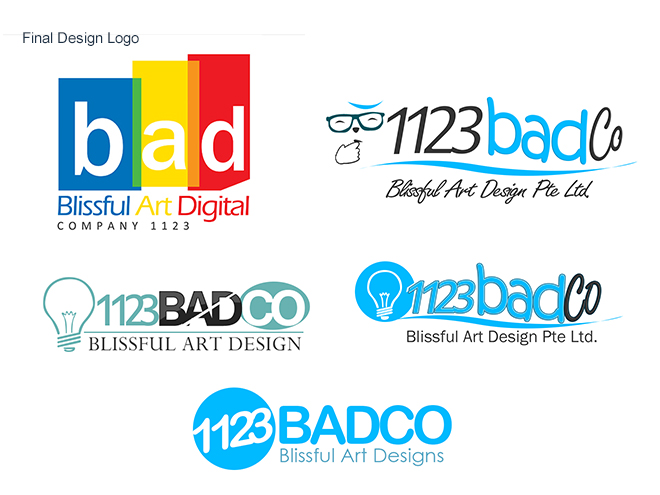 Final Design Logo
bad
Blissful Art Digital
COMPANY 1123
1123badCo
Blissful Art Design Pte Ltd.
1123BADCO
BLISSFUL ART DESIGN
1123badCo
Blissful Art Design Pte Ltd.
1123BADCO
Blissful Art Designs